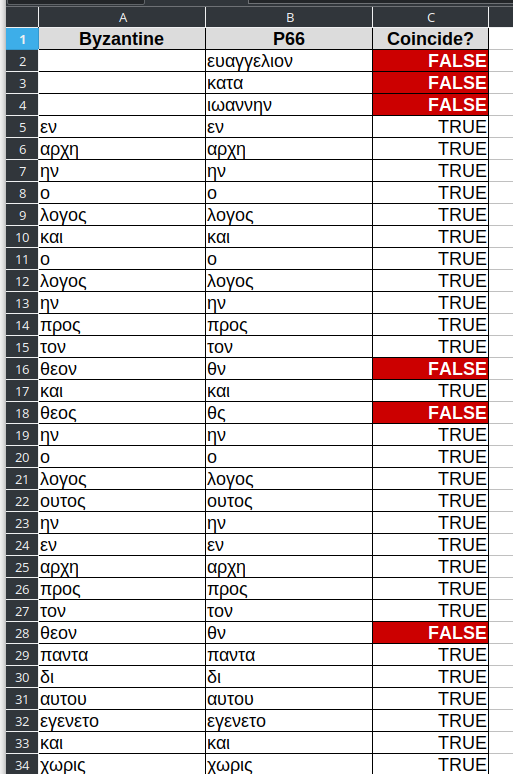 A B C
1 Byzantine P66 Coincide?
2 ευαγγελιον FALSE
3 κατα FALSE
4 ιωαννην FALSE
5 εν εν TRUE
6 αρχη αρχη TRUE
7 ην ην TRUE
8 ο ο TRUE
9 λογος λογος TRUE
10 και και TRUE
11 ο ο TRUE
12 λογος λογος TRUE
13 ην ην TRUE
14 προς προς TRUE
15 τον τον TRUE
16 θεον θν FALSE
17 και και TRUE
18 θεος θς FALSE
19 ην ην TRUE
20 ο ο TRUE
21 λογος λογος TRUE
22 ουτος ουτος TRUE
23 ην ην TRUE
24 εν εν TRUE
25 αρχη αρχη TRUE
26 προς προς TRUE
27 τον τον TRUE
28 θεον θν FALSE
29 παντα παντα TRUE
30 δι δι TRUE
31 αυτου αυτου TRUE
32 εγενετο εγενετο TRUE
33 και και TRUE
34 χωρις χωρις TRUE